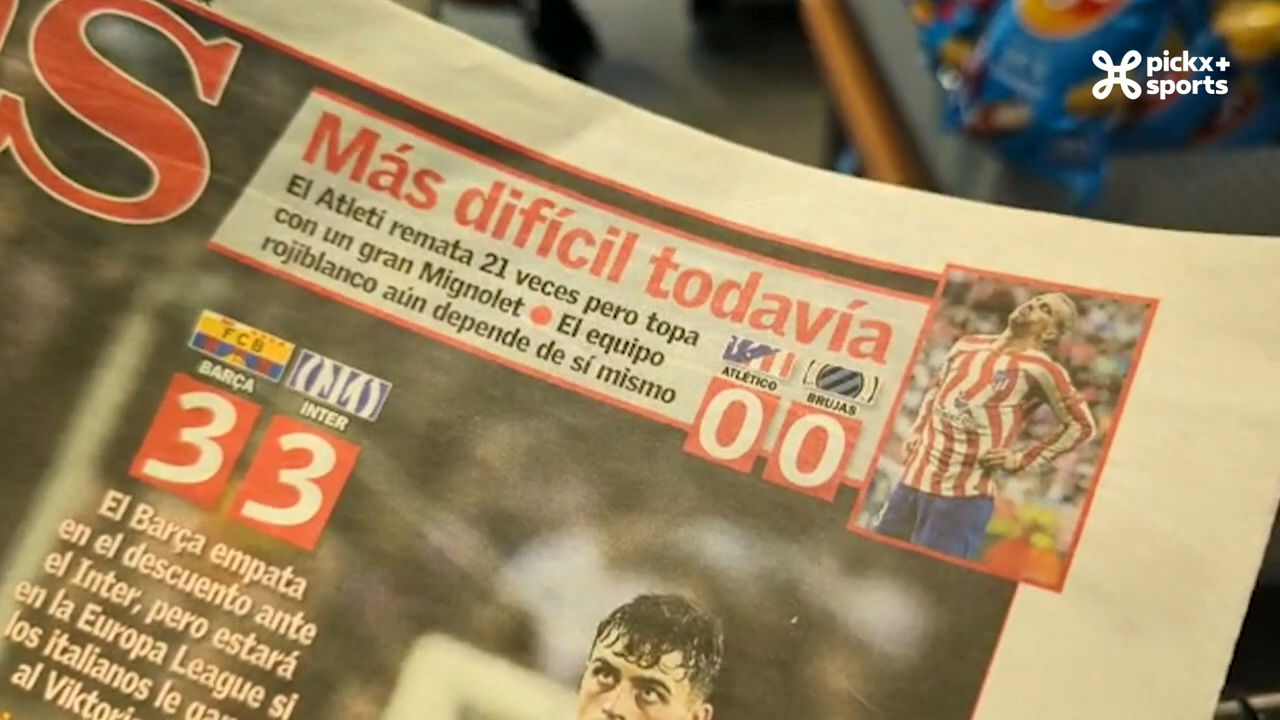 pickx+
sports
S
Más difícil todavía
El Atleti remata 21 veces pero topa
con un gran Mignolet ● El equipo
rojiblanco aún depende de sí mismo
ATLÉTICO
BRUJAS
0 0
FCB
BARÇA
INTER
3 3
El Barça empata
en el descuento ante
el Inter, pero estará
en la Europa League si
los italianos le
al